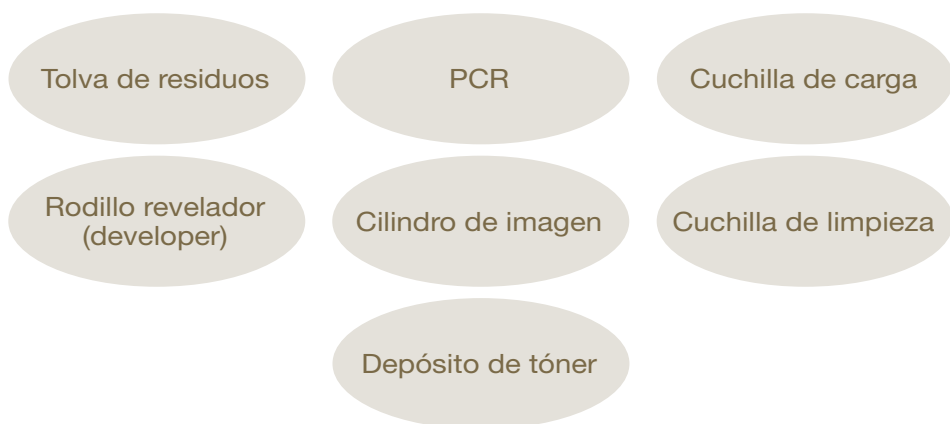 Tolva de residuos
PCR
Cuchilla de carga
Rodillo revelador
(developer)
Cilindro de imagen
Cuchilla de limpieza
Depósito de tóner